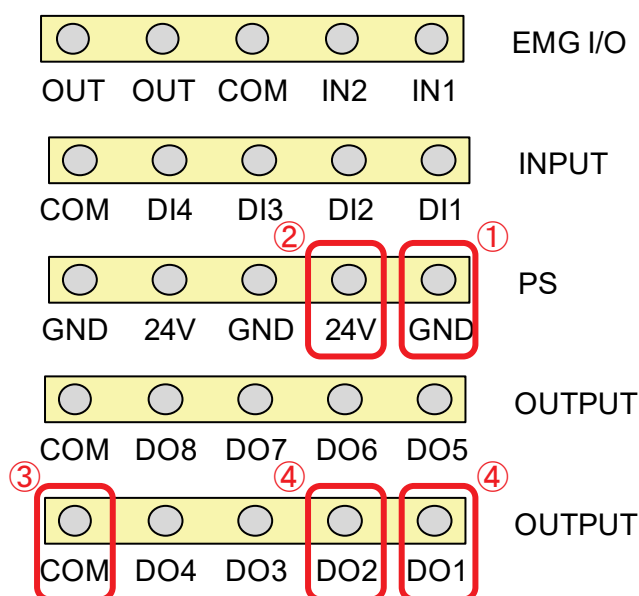 EMG I/O
OUT OUT COM IN2 IN1
INPUT
COM DI4 DI3 DI2 DI1
② ①
PS
GND 24V GND 24V GND
OUTPUT
COM DO8 DO7 DO6 DO5
③ ④ ④
OUTPUT
COM DO4 DO3 DO2 DO1